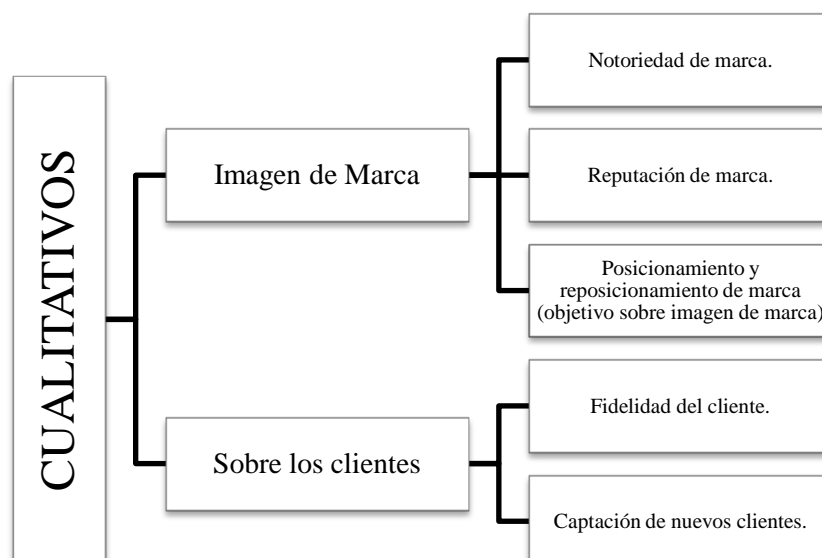 CUALITATIVOS
Imagen de Marca
Notoriedad de marca.
Reputación de marca.
Posicionamiento y
reposicionamiento de marca
(objetivo sobre imagen de marca)
Sobre los clientes
Fidelidad del cliente.
Captación de nuevos clientes.